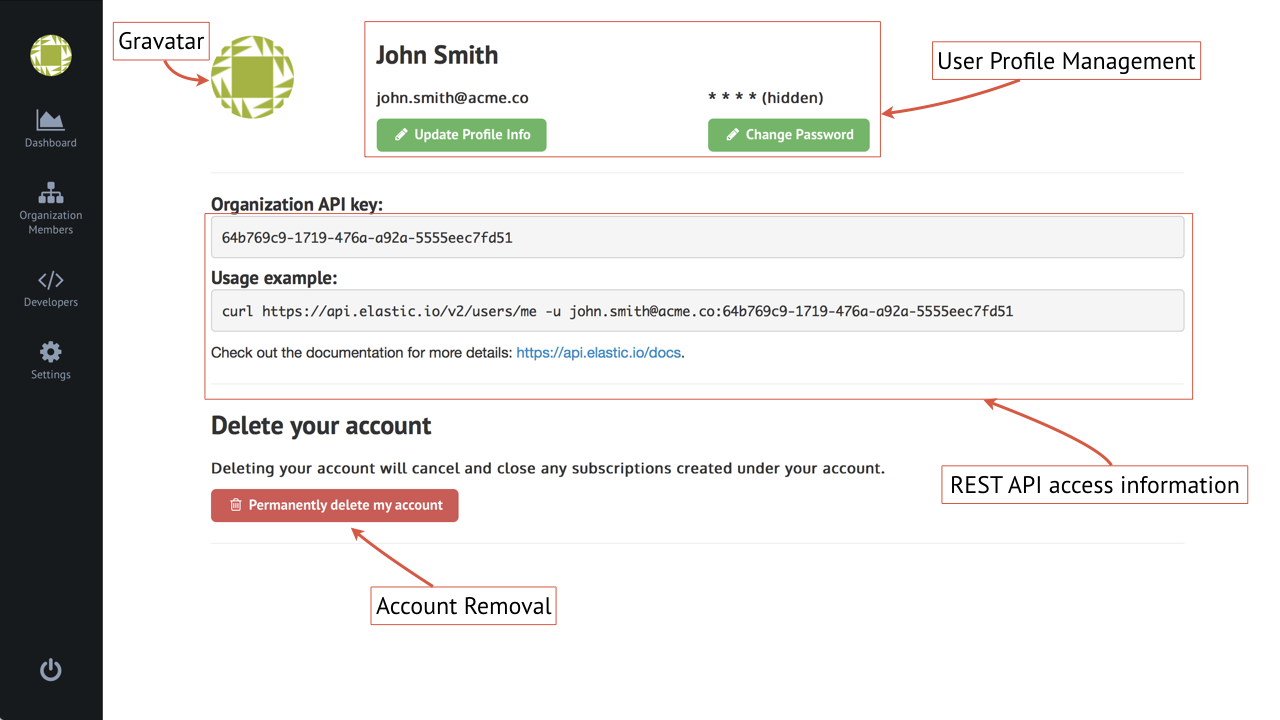 Gravatar
John Smith
User Profile Management
john.smith@acme.co
* * * * (hidden)
Update Profile Info
Change Password
Dashboard
Organization
Members
Developers
Settings
Organization API key:
64b769c9-1719-476a-a92a-5555eec7fd51
Usage example:
curl https://api.elastic.io/v2/users/me -u john.smith@acme.co:64b769c9-1719-476a-a92a-5555eec7fd51
Check out the documentation for more details: https://api.elastic.io/docs.
REST API access information
Delete your account
Deleting your account will cancel and close any subscriptions created under your account.
Permanently delete my account
Account Removal